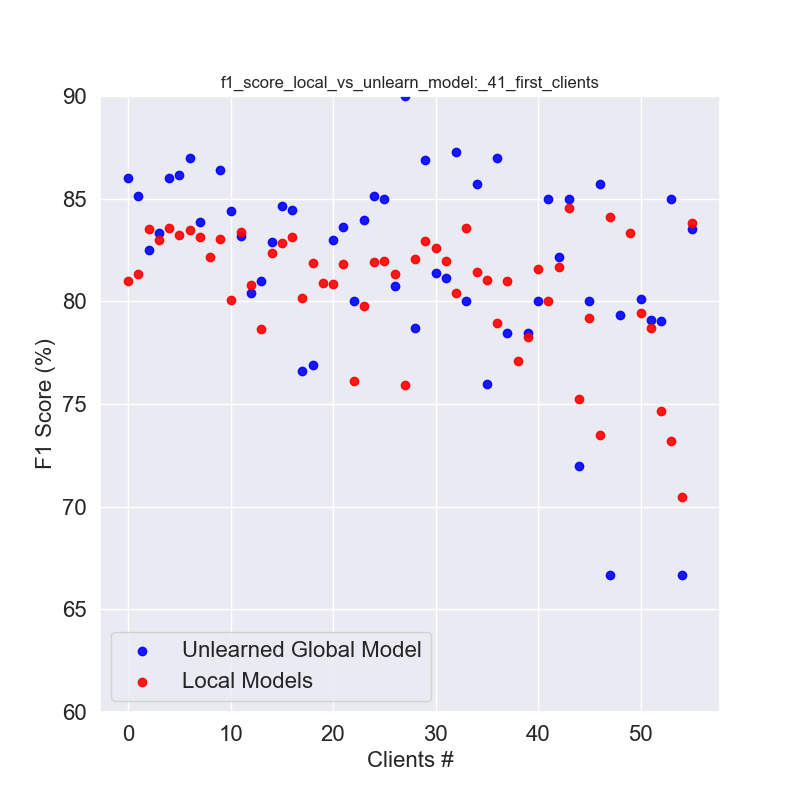 f1_score_local_vs_unlearn_model:_41_first_clients
90
85
80
75
70
65
60
F1 Score (%)
Unlearned Global Model
Local Models
0 10 20 30 40 50
Clients #